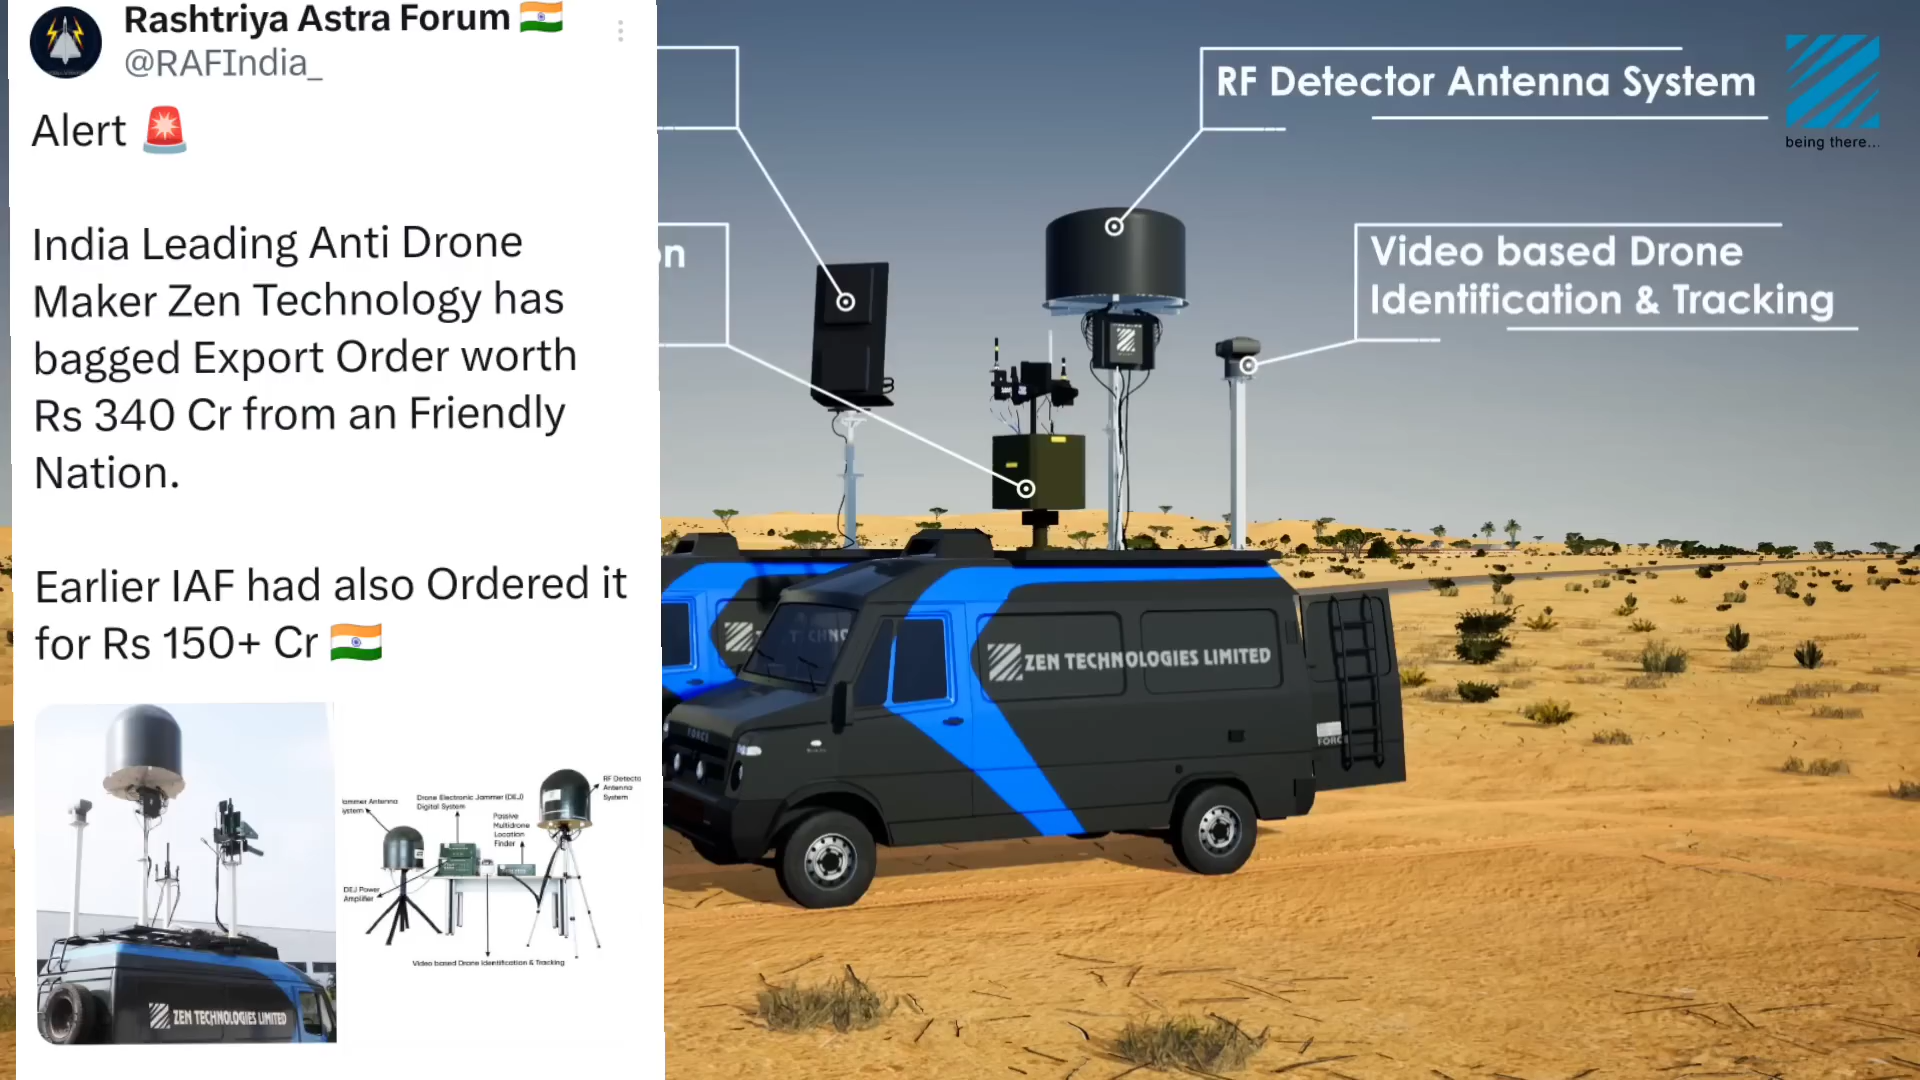 Rashtriya Astra Forum 🇮🇳
@RAFIndia_
Alert 🚨
India Leading Anti Drone
Maker Zen Technology has
bagged Export Order worth
Rs 340 Cr from an Friendly
Nation.
Earlier IAF had also Ordered it
for Rs 150+ Cr 🇮🇳
ZEN TECHNOLOGIES LIMITED
Drone Electronic Jammer (DEJ)
Digital System
Passive
Multidrone
Location
Finder
Antenna
System
DEJ Power
Amplifier
Video based Drone Identification & Tracking
RF Detector Antenna System
being there...
Video based Drone
Identification & Tracking
ZEN TECHNOLOGIES LIMITED
FORCE